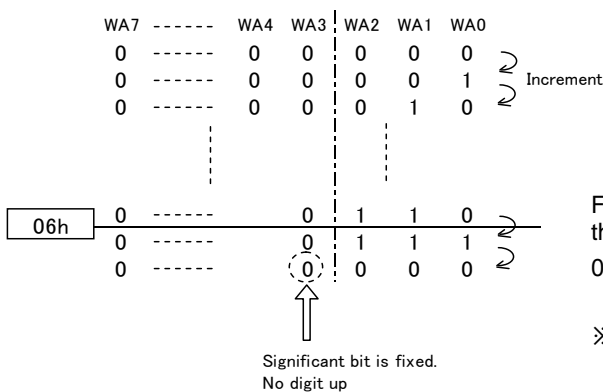 WA7 ------ WA4 WA3 WA2 WA1 WA0
0 ------ 0 0 0 0 0
0 ------ 0 0 0 0 1
Increment
0 ------ 0 0 0 1 0
06h
0 ------ 0 1 1 0
0 ------ 0 1 1 1
0 ------ 0 0 0 0
F
th
0
※
Significant bit is fixed.
No digit up